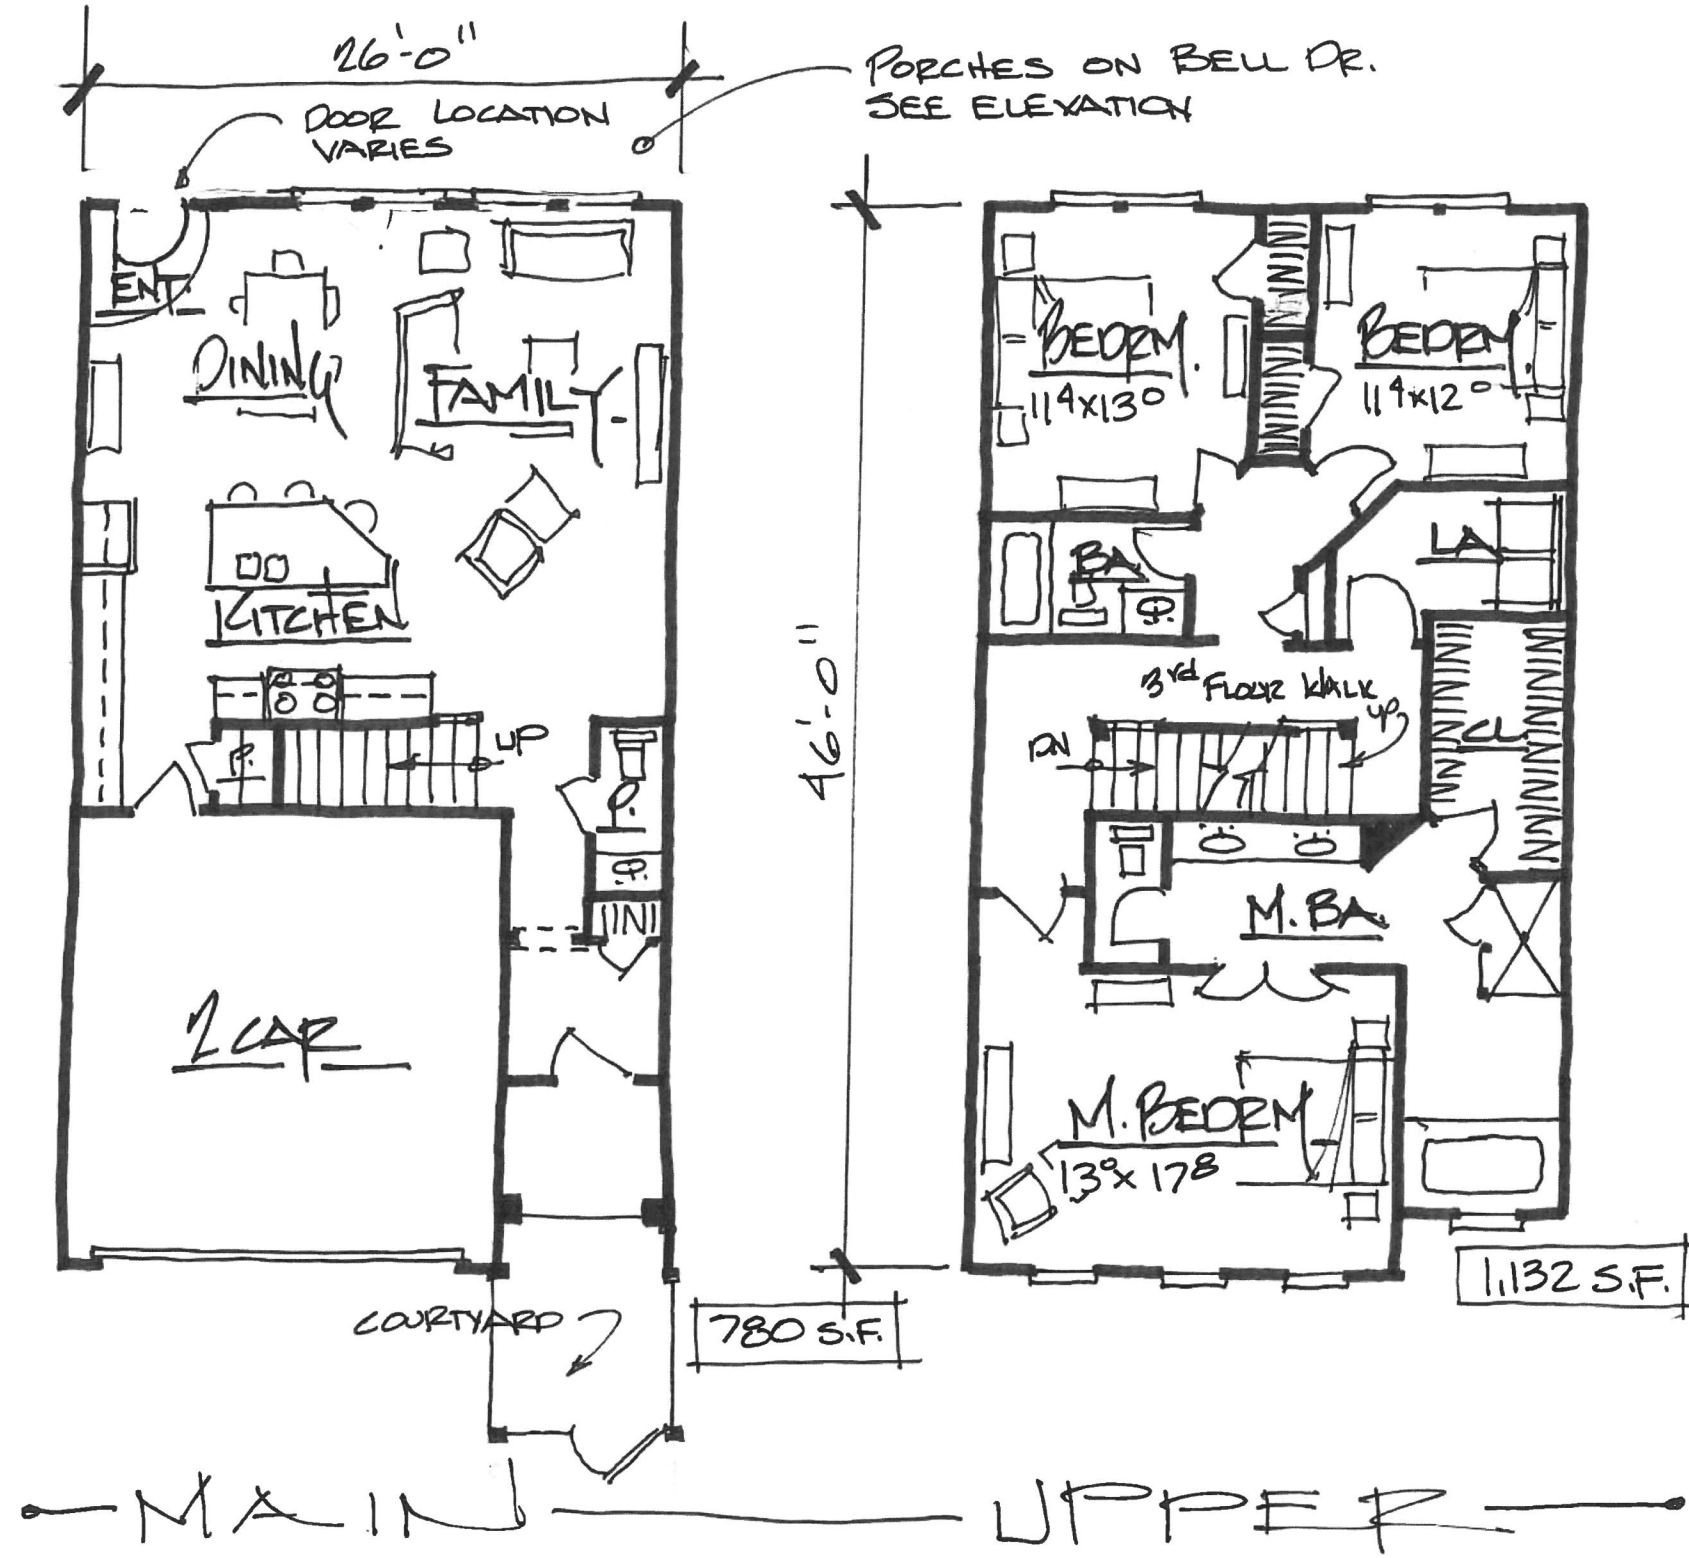 26'-0"
PORCHES ON BELL DR.
SEE ELEVATION
DOOR LOCATION
VARIES
ENT.
DINING
FAMILY
KITCHEN
P.
UP
P.
2 CAR
COURTYARD
780 S.F.
46'-0"
BEDRM.
11⁴x13⁰
BEDRM
11⁴x12⁰
BA.
LA.
3rd FLOOR WALK
UP
DN
CL.
M. BA.
M. BEDRM
13⁰x 17⁸
1,132 S.F.
MAIN
UPPER